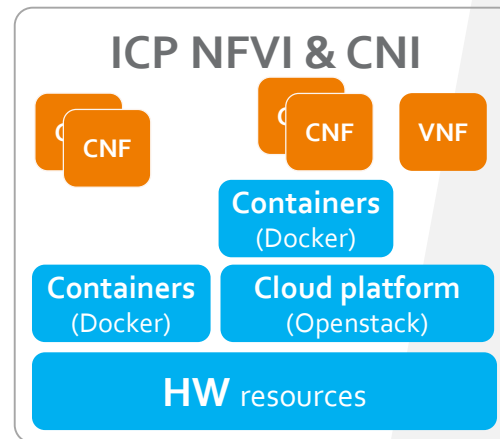 ICP NFVI & CNI
C
CNF
C
CNF
VNF
Containers
(Docker)
Containers
(Docker)
Cloud platform
(Openstack)
HW resources